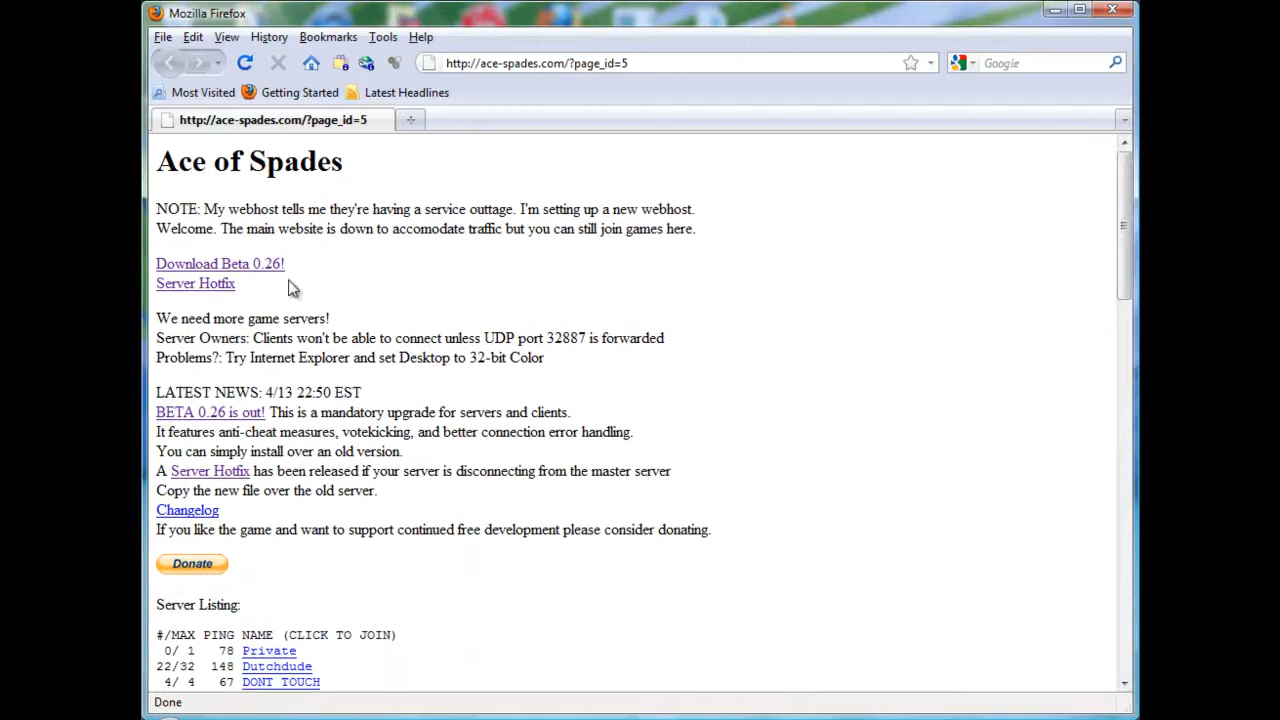 Mozilla Firefox
File Edit View History Bookmarks Tools Help
http://ace-spades.com/?page_id=5
Google
Most Visited Getting Started Latest Headlines
http://ace-spades.com/?page_id=5
Ace of Spades
NOTE: My webhost tells me they're having a service outtage. I'm setting up a new webhost.
Welcome. The main website is down to accomodate traffic but you can still join games here.
Download Beta 0.26!
Server Hotfix
We need more game servers!
Server Owners: Clients won't be able to connect unless UDP port 32887 is forwarded
Problems?: Try Internet Explorer and set Desktop to 32-bit Color
LATEST NEWS: 4/13 22:50 EST
BETA 0.26 is out! This is a mandatory upgrade for servers and clients.
It features anti-cheat measures, votekicking, and better connection error handling.
You can simply install over an old version.
A Server Hotfix has been released if your server is disconnecting from the master server
Copy the new file over the old server.
Changelog
If you like the game and want to support continued free development please consider donating.
Donate
Server Listing:
#/MAX PING NAME (CLICK TO JOIN)
0/ 1 78 Private
22/32 148 Dutchdude
4/ 4 67 DONT TOUCH
Done